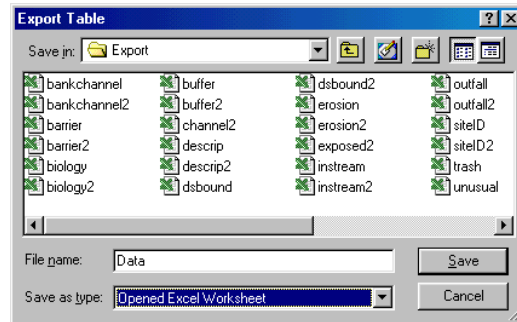 Export Table
Save in: Export
bankchannel buffer dsbound2 outfall
bankchannel2 buffer2 erosion outfall2
barrier channel2 erosion2 siteID
barrier2 descrip exposed2 siteID2
biology descrip2 instream trash
biology2 dsbound instream2 unusual
File name: Data Save
Save as type: Opened Excel Worksheet Cancel